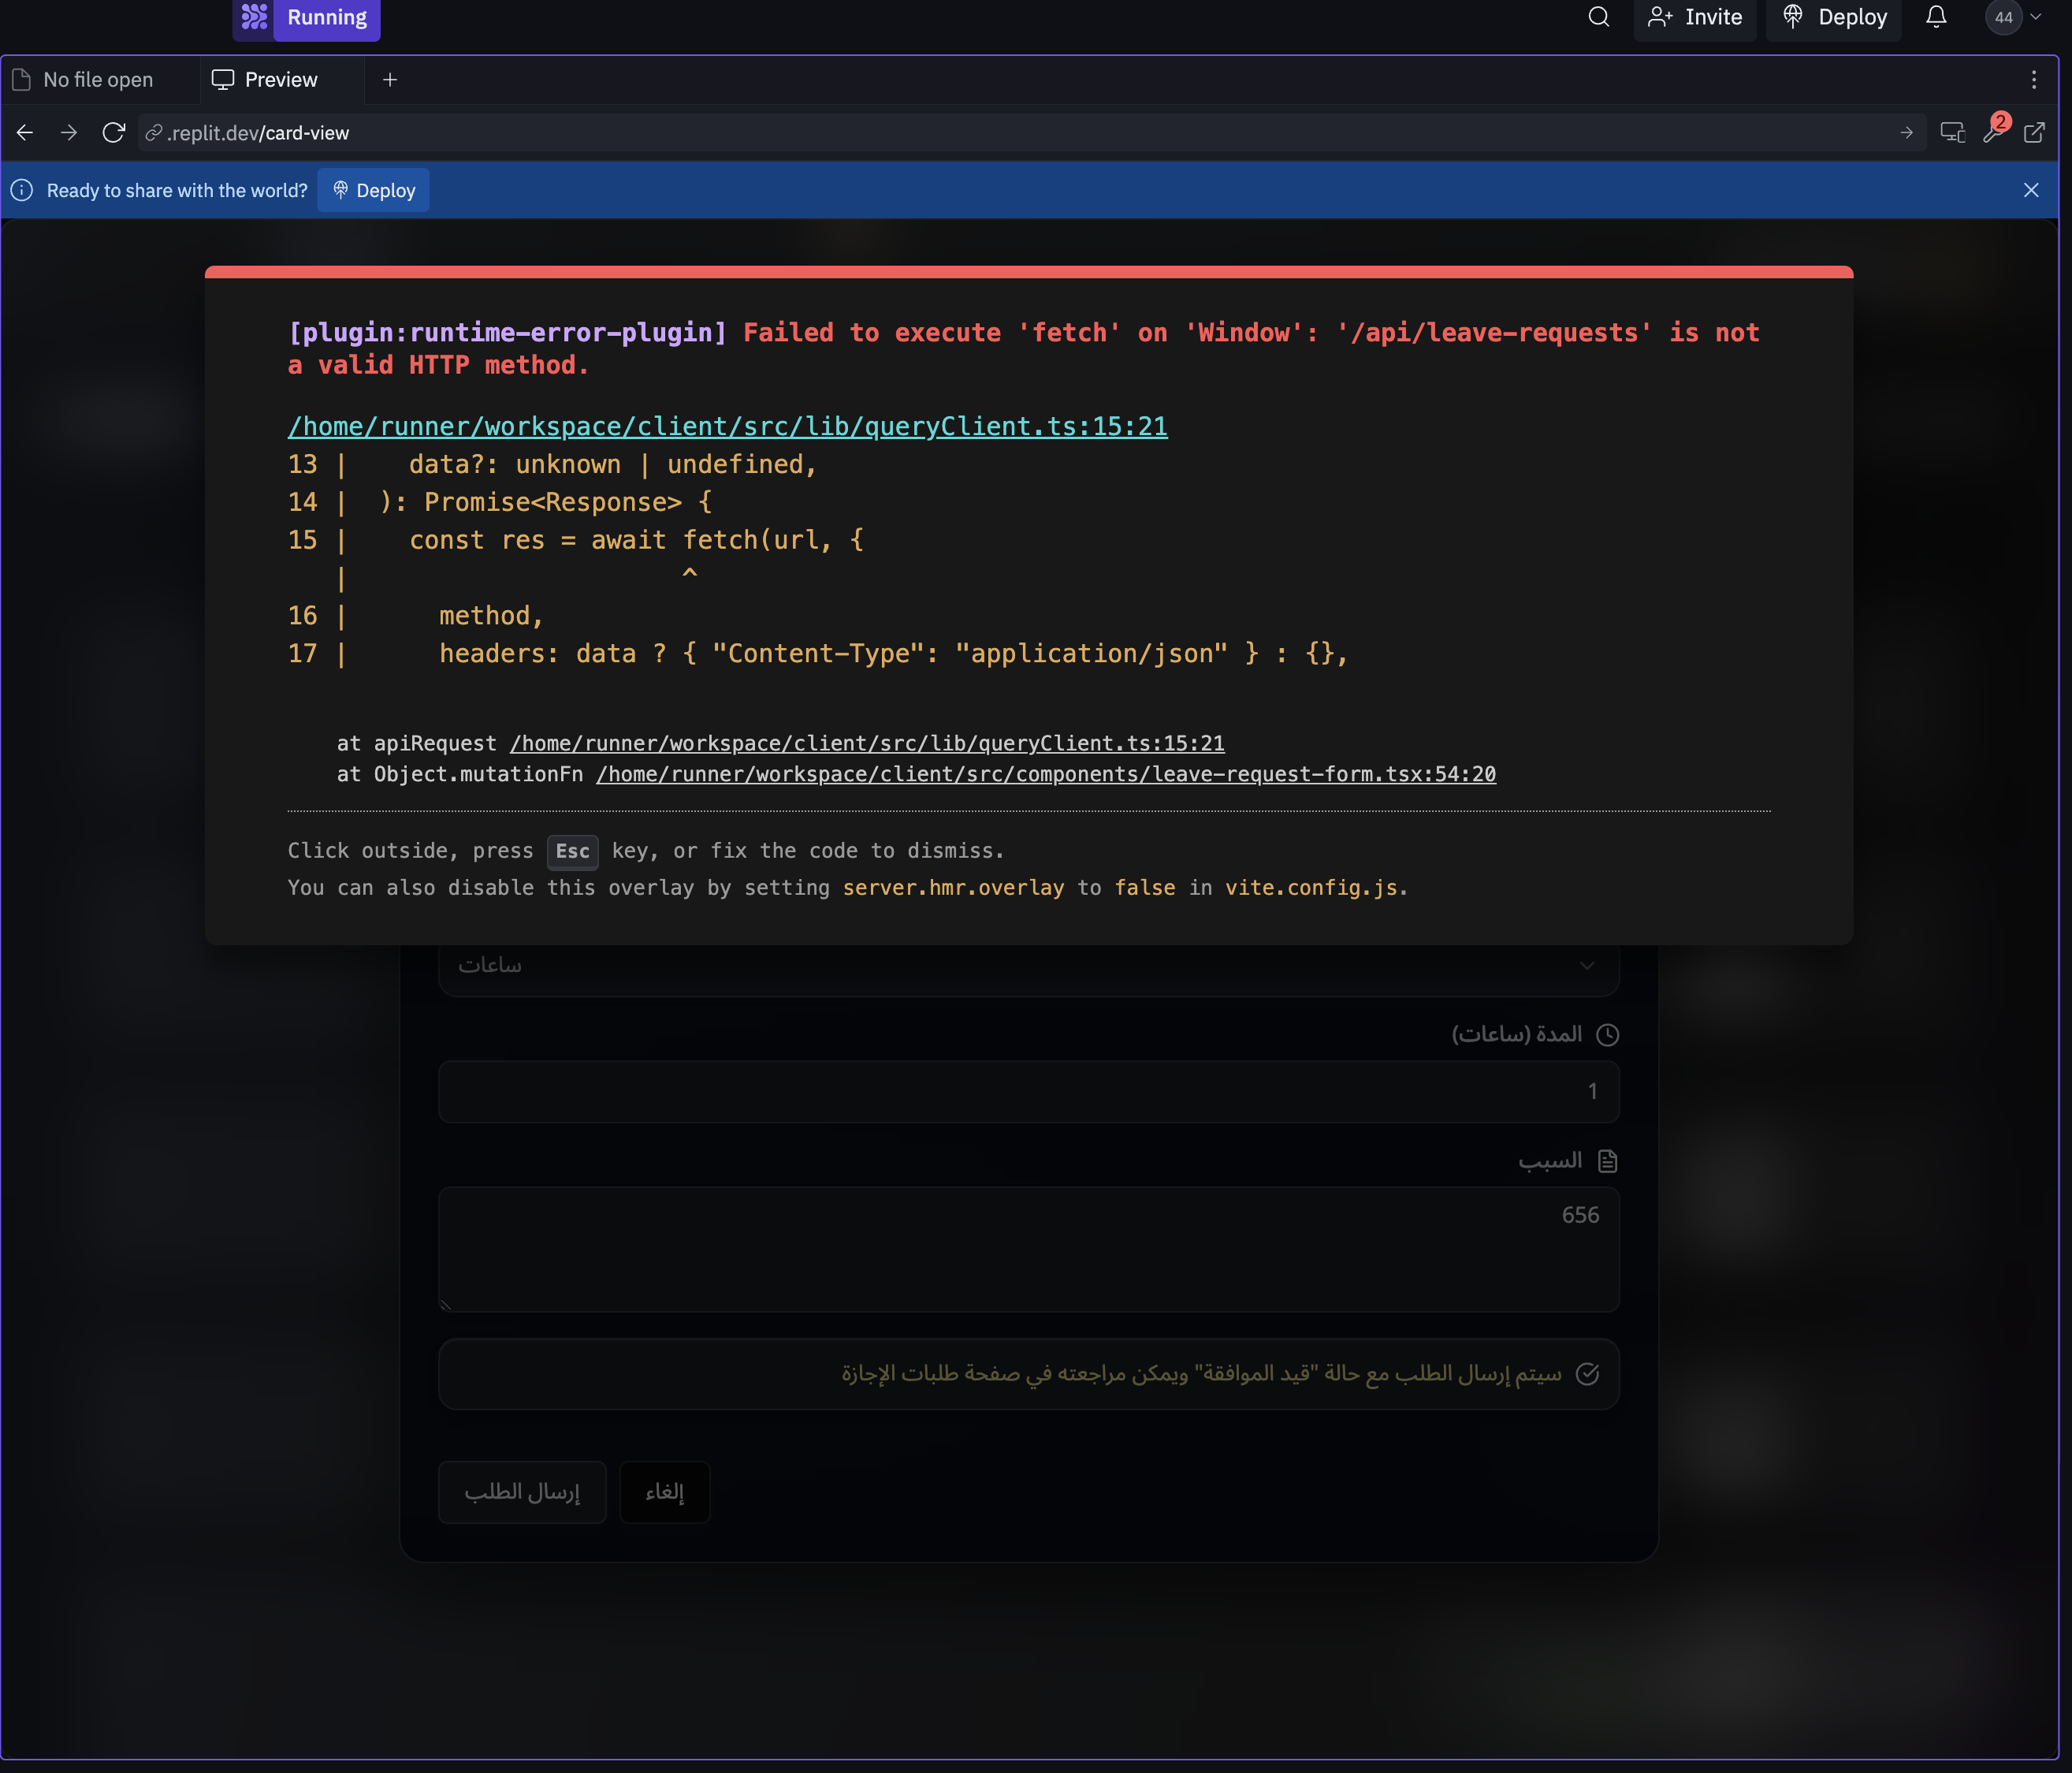 Running
Invite
Deploy
44
No file open
Preview
.replit.dev/card-view
2
Ready to share with the world?
Deploy
[plugin:runtime-error-plugin] Failed to execute 'fetch' on 'Window': '/api/leave-requests' is not
a valid HTTP method.
/home/runner/workspace/client/src/lib/queryClient.ts:15:21
13 |    data?: unknown | undefined,
14 |  ): Promise<Response> {
15 |    const res = await fetch(url, {
   |                      ^
16 |      method,
17 |      headers: data ? { "Content-Type": "application/json" } : {},
at apiRequest /home/runner/workspace/client/src/lib/queryClient.ts:15:21
at Object.mutationFn /home/runner/workspace/client/src/components/leave-request-form.tsx:54:20
Click outside, press Esc key, or fix the code to dismiss.
You can also disable this overlay by setting server.hmr.overlay to false in vite.config.js.
ساعات
المدة (ساعات)
1
السبب
656
سيتم إرسال الطلب مع حالة "قيد الموافقة" ويمكن مراجعته في صفحة طلبات الإجازة
إلغاء
إرسال الطلب